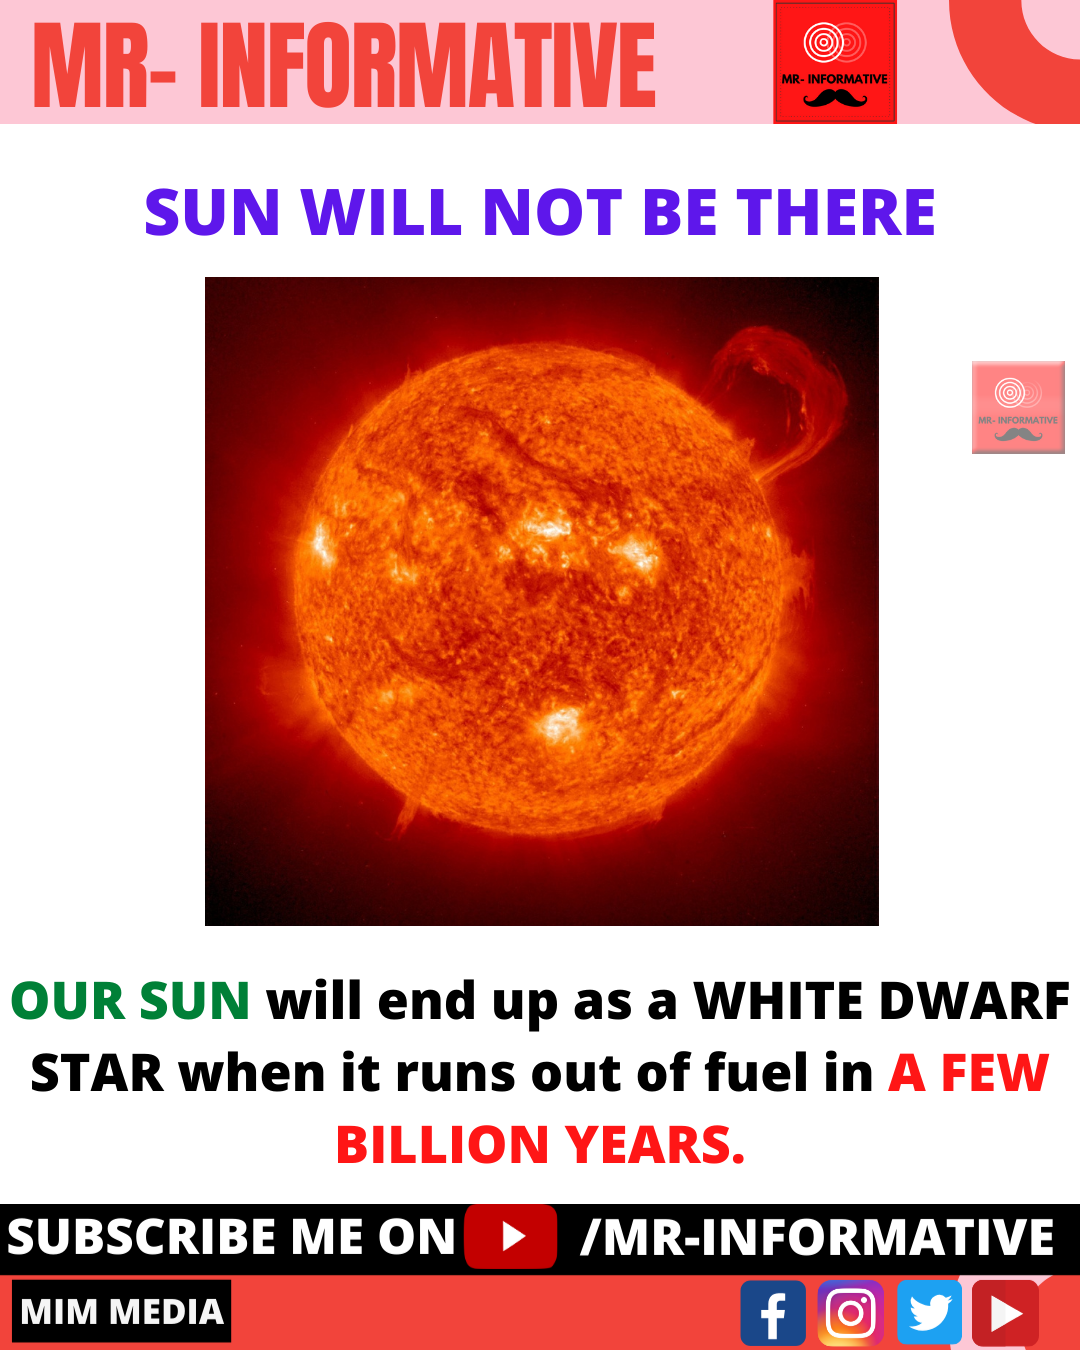 MR- INFORMATIVE
MR- INFORMATIVE
SUN WILL NOT BE THERE
MR- INFORMATIVE
OUR SUN will end up as a WHITE DWARF
STAR when it runs out of fuel in A FEW
BILLION YEARS.
SUBSCRIBE ME ON /MR-INFORMATIVE
MIM MEDIA